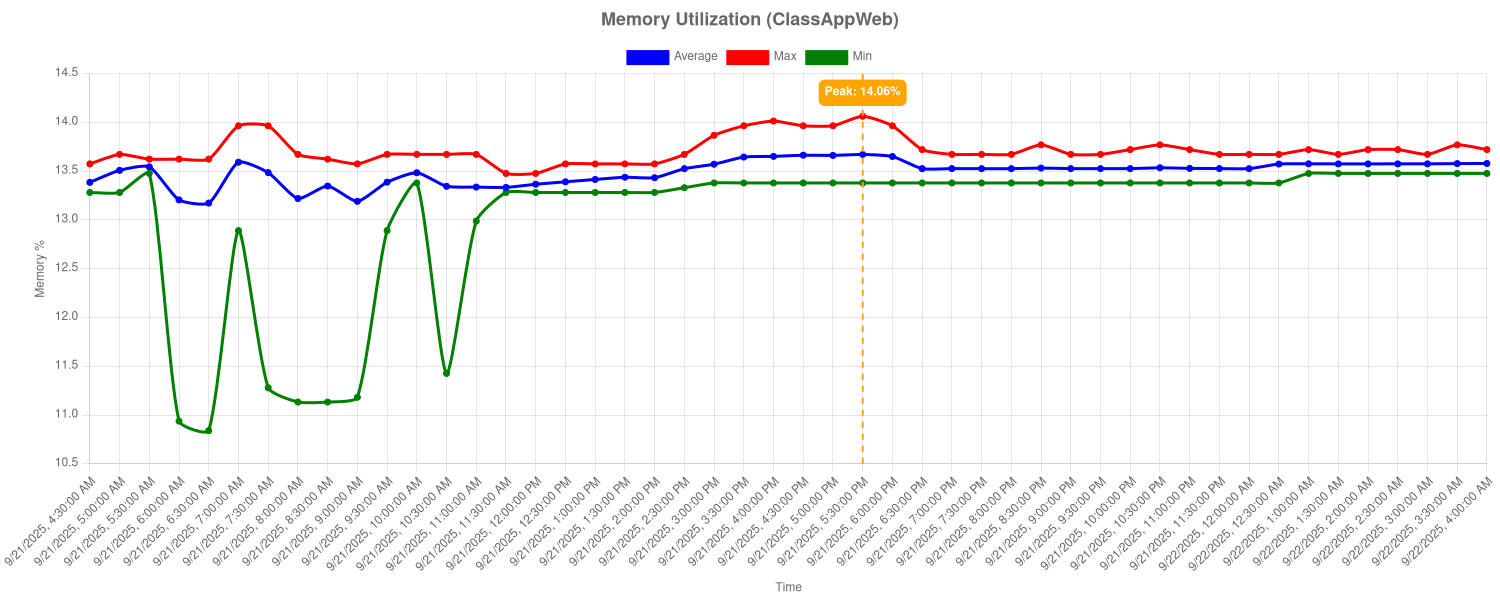 Memory Utilization (ClassAppWeb)
Average Max Min
Peak: 14.06%
14.5
14.0
13.5
13.0
12.5
12.0
11.5
11.0
10.5
Memory %
9/21/2025, 4:30:00 AM
9/21/2025, 5:00:00 AM
9/21/2025, 5:30:00 AM
9/21/2025, 6:00:00 AM
9/21/2025, 6:30:00 AM
9/21/2025, 7:00:00 AM
9/21/2025, 7:30:00 AM
9/21/2025, 8:00:00 AM
9/21/2025, 8:30:00 AM
9/21/2025, 9:00:00 AM
9/21/2025, 9:30:00 AM
9/21/2025, 10:00:00 AM
9/21/2025, 10:30:00 AM
9/21/2025, 11:00:00 AM
9/21/2025, 11:30:00 AM
9/21/2025, 12:00:00 PM
9/21/2025, 12:30:00 PM
9/21/2025, 1:00:00 PM
9/21/2025, 1:30:00 PM
9/21/2025, 2:00:00 PM
9/21/2025, 2:30:00 PM
9/21/2025, 3:00:00 PM
9/21/2025, 3:30:00 PM
9/21/2025, 4:00:00 PM
9/21/2025, 4:30:00 PM
9/21/2025, 5:00:00 PM
9/21/2025, 5:30:00 PM
9/21/2025, 6:00:00 PM
9/21/2025, 6:30:00 PM
9/21/2025, 7:00:00 PM
9/21/2025, 7:30:00 PM
9/21/2025, 8:00:00 PM
9/21/2025, 8:30:00 PM
9/21/2025, 9:00:00 PM
9/21/2025, 9:30:00 PM
9/21/2025, 10:00:00 PM
9/21/2025, 10:30:00 PM
9/21/2025, 11:00:00 PM
9/21/2025, 11:30:00 PM
9/22/2025, 12:00:00 AM
9/22/2025, 12:30:00 AM
9/22/2025, 1:00:00 AM
9/22/2025, 1:30:00 AM
9/22/2025, 2:00:00 AM
9/22/2025, 2:30:00 AM
9/22/2025, 3:00:00 AM
9/22/2025, 3:30:00 AM
9/22/2025, 4:00:00 AM
Time